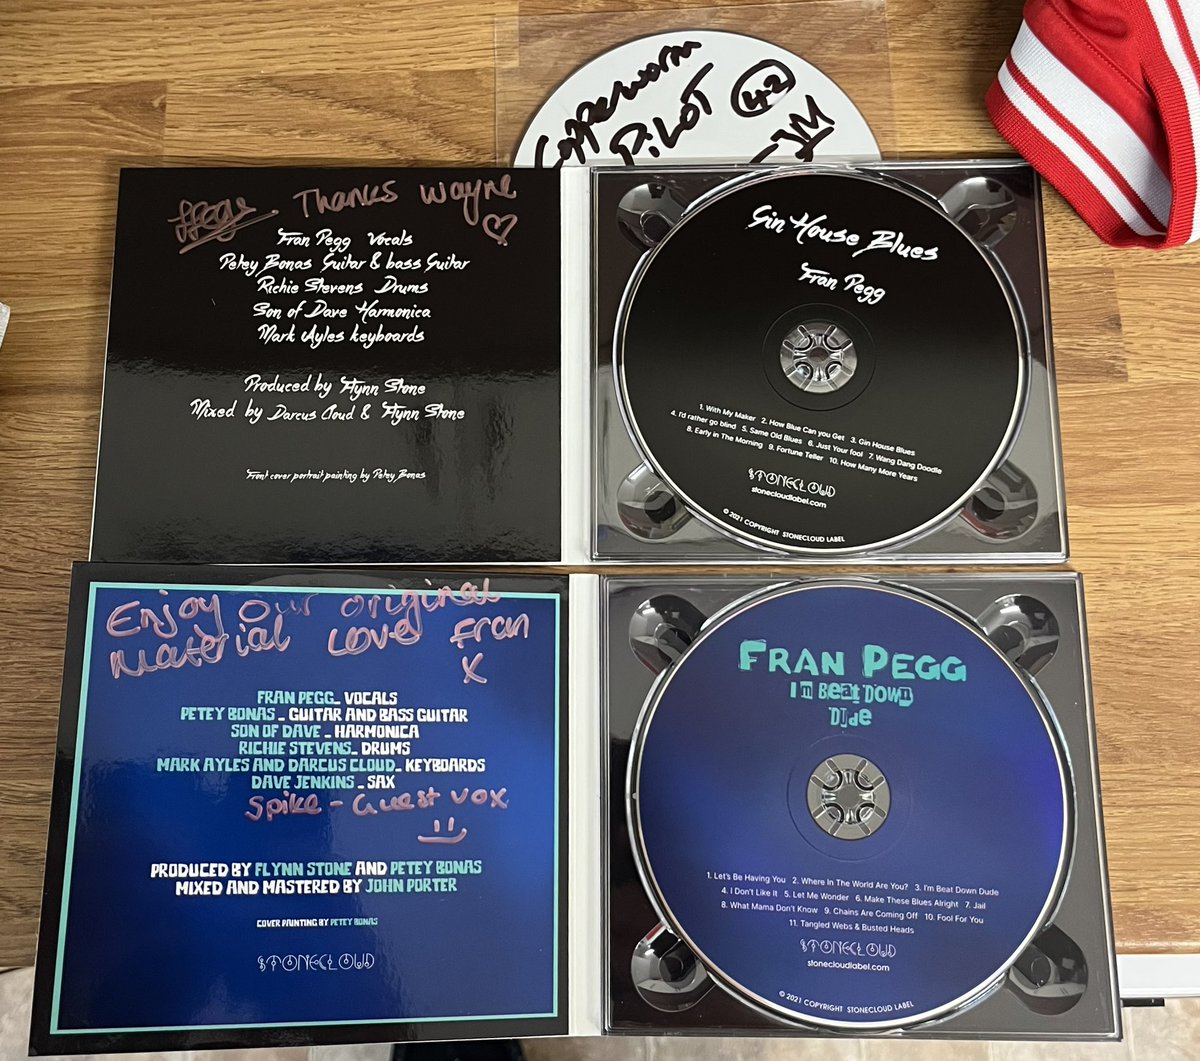 Copperworm
PILOT 42
Thanks Wayne
Fran Pegg Vocals
Petey Bonas Guitar & bass Guitar
Richie Stevens Drums
Son of Dave Harmonica
Mark Ayles keyboards
Produced by Flynn Stone
Mixed by Darcus Cloud & Flynn Stone
Front cover portrait painting by Petey Bonas
Gin House Blues
Fran Pegg
1. With My Maker 2. How Blue Can you Get 3. Gin House Blues
4. I'd rather go blind 5. Same Old Blues 6. Just Your fool 7. Wang Dang Doodle
8. Early in The Morning 9. Fortune Teller 10. How Many More Years
STONECLOUD
stonecloudlabel.com
© 2021 COPYRIGHT STONECLOUD LABEL
Enjoy our original
material Love Fran
X
FRAN PEGG_ VOCALS
PETEY BONAS _ GUITAR AND BASS GUITAR
SON OF DAVE _ HARMONICA
RICHIE STEVENS_ DRUMS
MARK AYLES AND DARCUS CLOUD_ KEYBOARDS
DAVE JENKINS _ SAX
Spike - Guest vox
PRODUCED BY FLYNN STONE AND PETEY BONAS
MIXED AND MASTERED BY JOHN PORTER
COVER PAINTING BY PETEY BONAS
STONECLOUD
FRAN PEGG
Im Beat DOWN
Dude
1. Let's Be Having You 2. Where In The World Are You? 3. I'm Beat Down Dude
4. I Don't Like It 5. Let Me Wonder 6. Make These Blues Alright 7. Jail
8. What Mama Don't Know 9. Chains Are Coming Off 10. Fool For You
11. Tangled Webs & Busted Heads
STONECLOUD
stonecloudlabel.com
© 2021 COPYRIGHT STONECLOUD LABEL